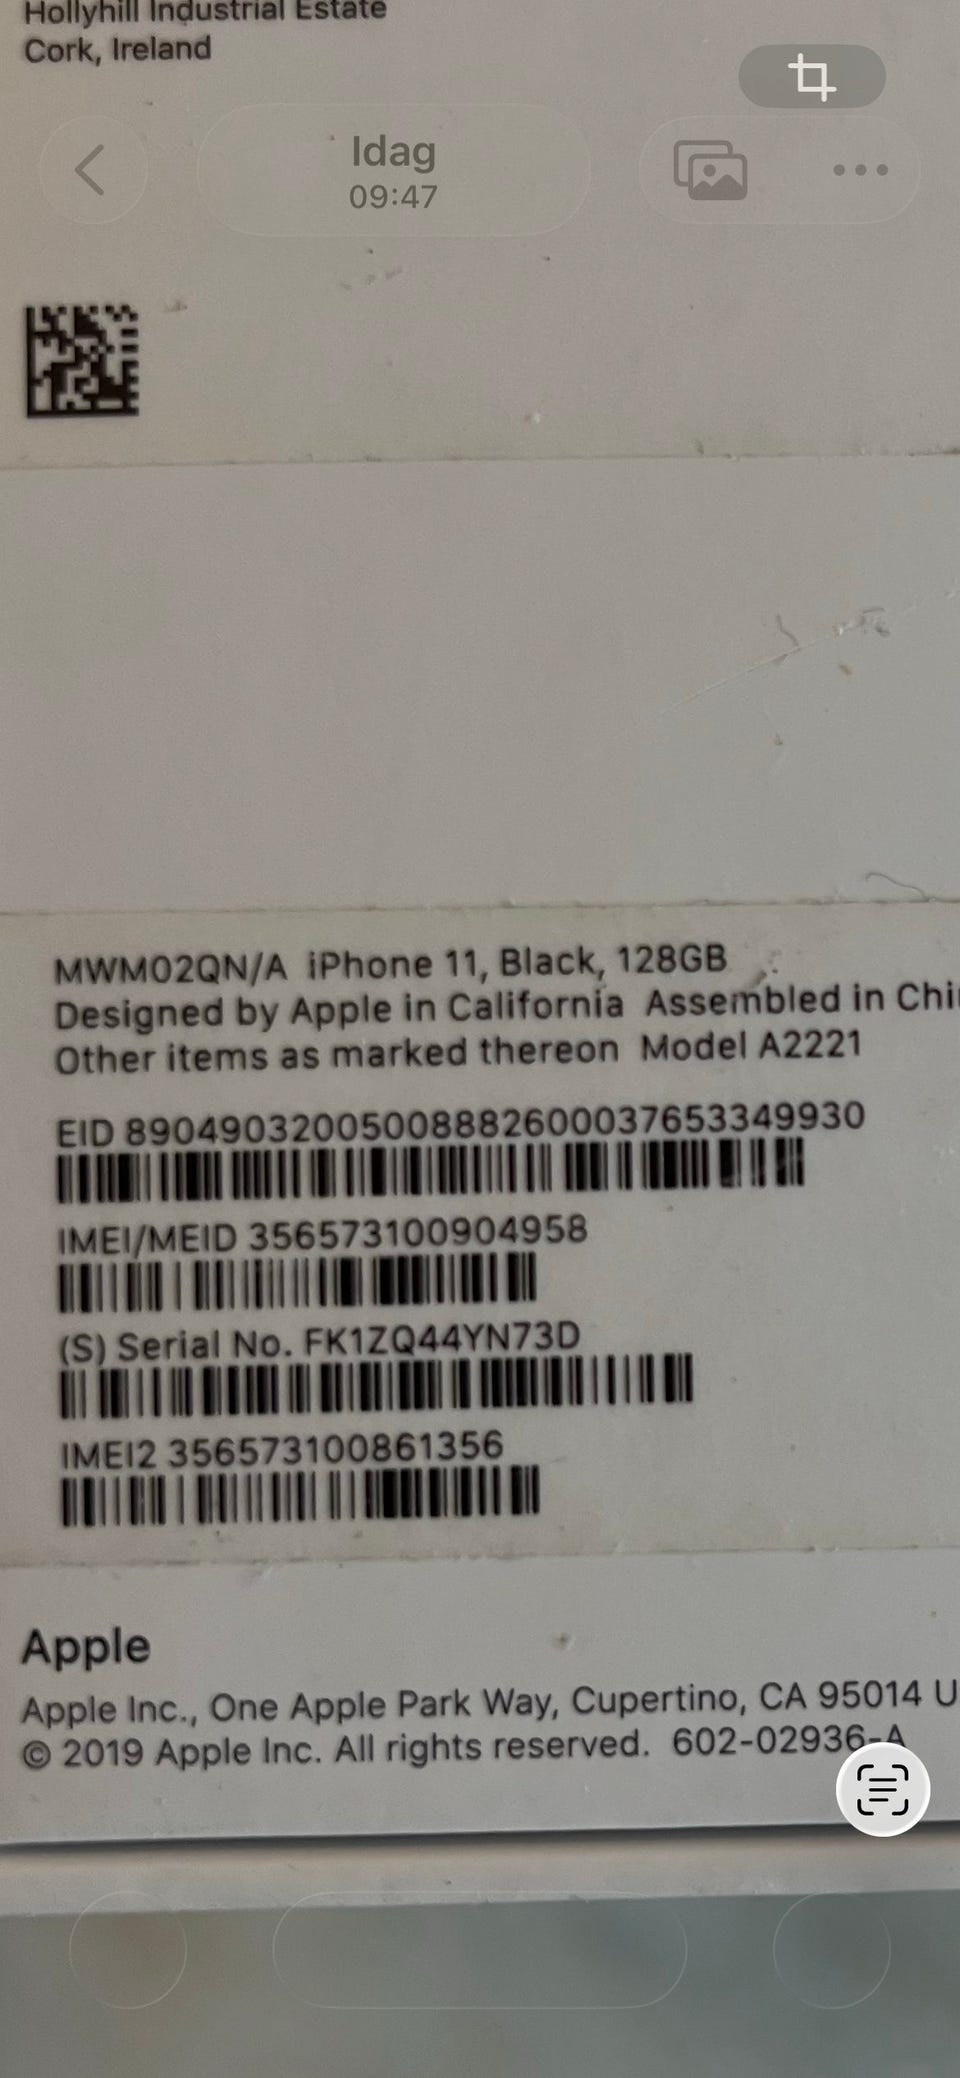 Hollyhill Industrial Estate
Cork, Ireland
Idag
09:47
MWM02QN/A iPhone 11, Black, 128GB
Designed by Apple in California Assembled in Chi
Other items as marked thereon Model A2221
EID 89049032005008882600037653349930
IMEI/MEID 356573100904958
(S) Serial No. FK1ZQ44YN73D
IMEI2 356573100861356
Apple
Apple Inc., One Apple Park Way, Cupertino, CA 95014 U
© 2019 Apple Inc. All rights reserved. 602-02936-A